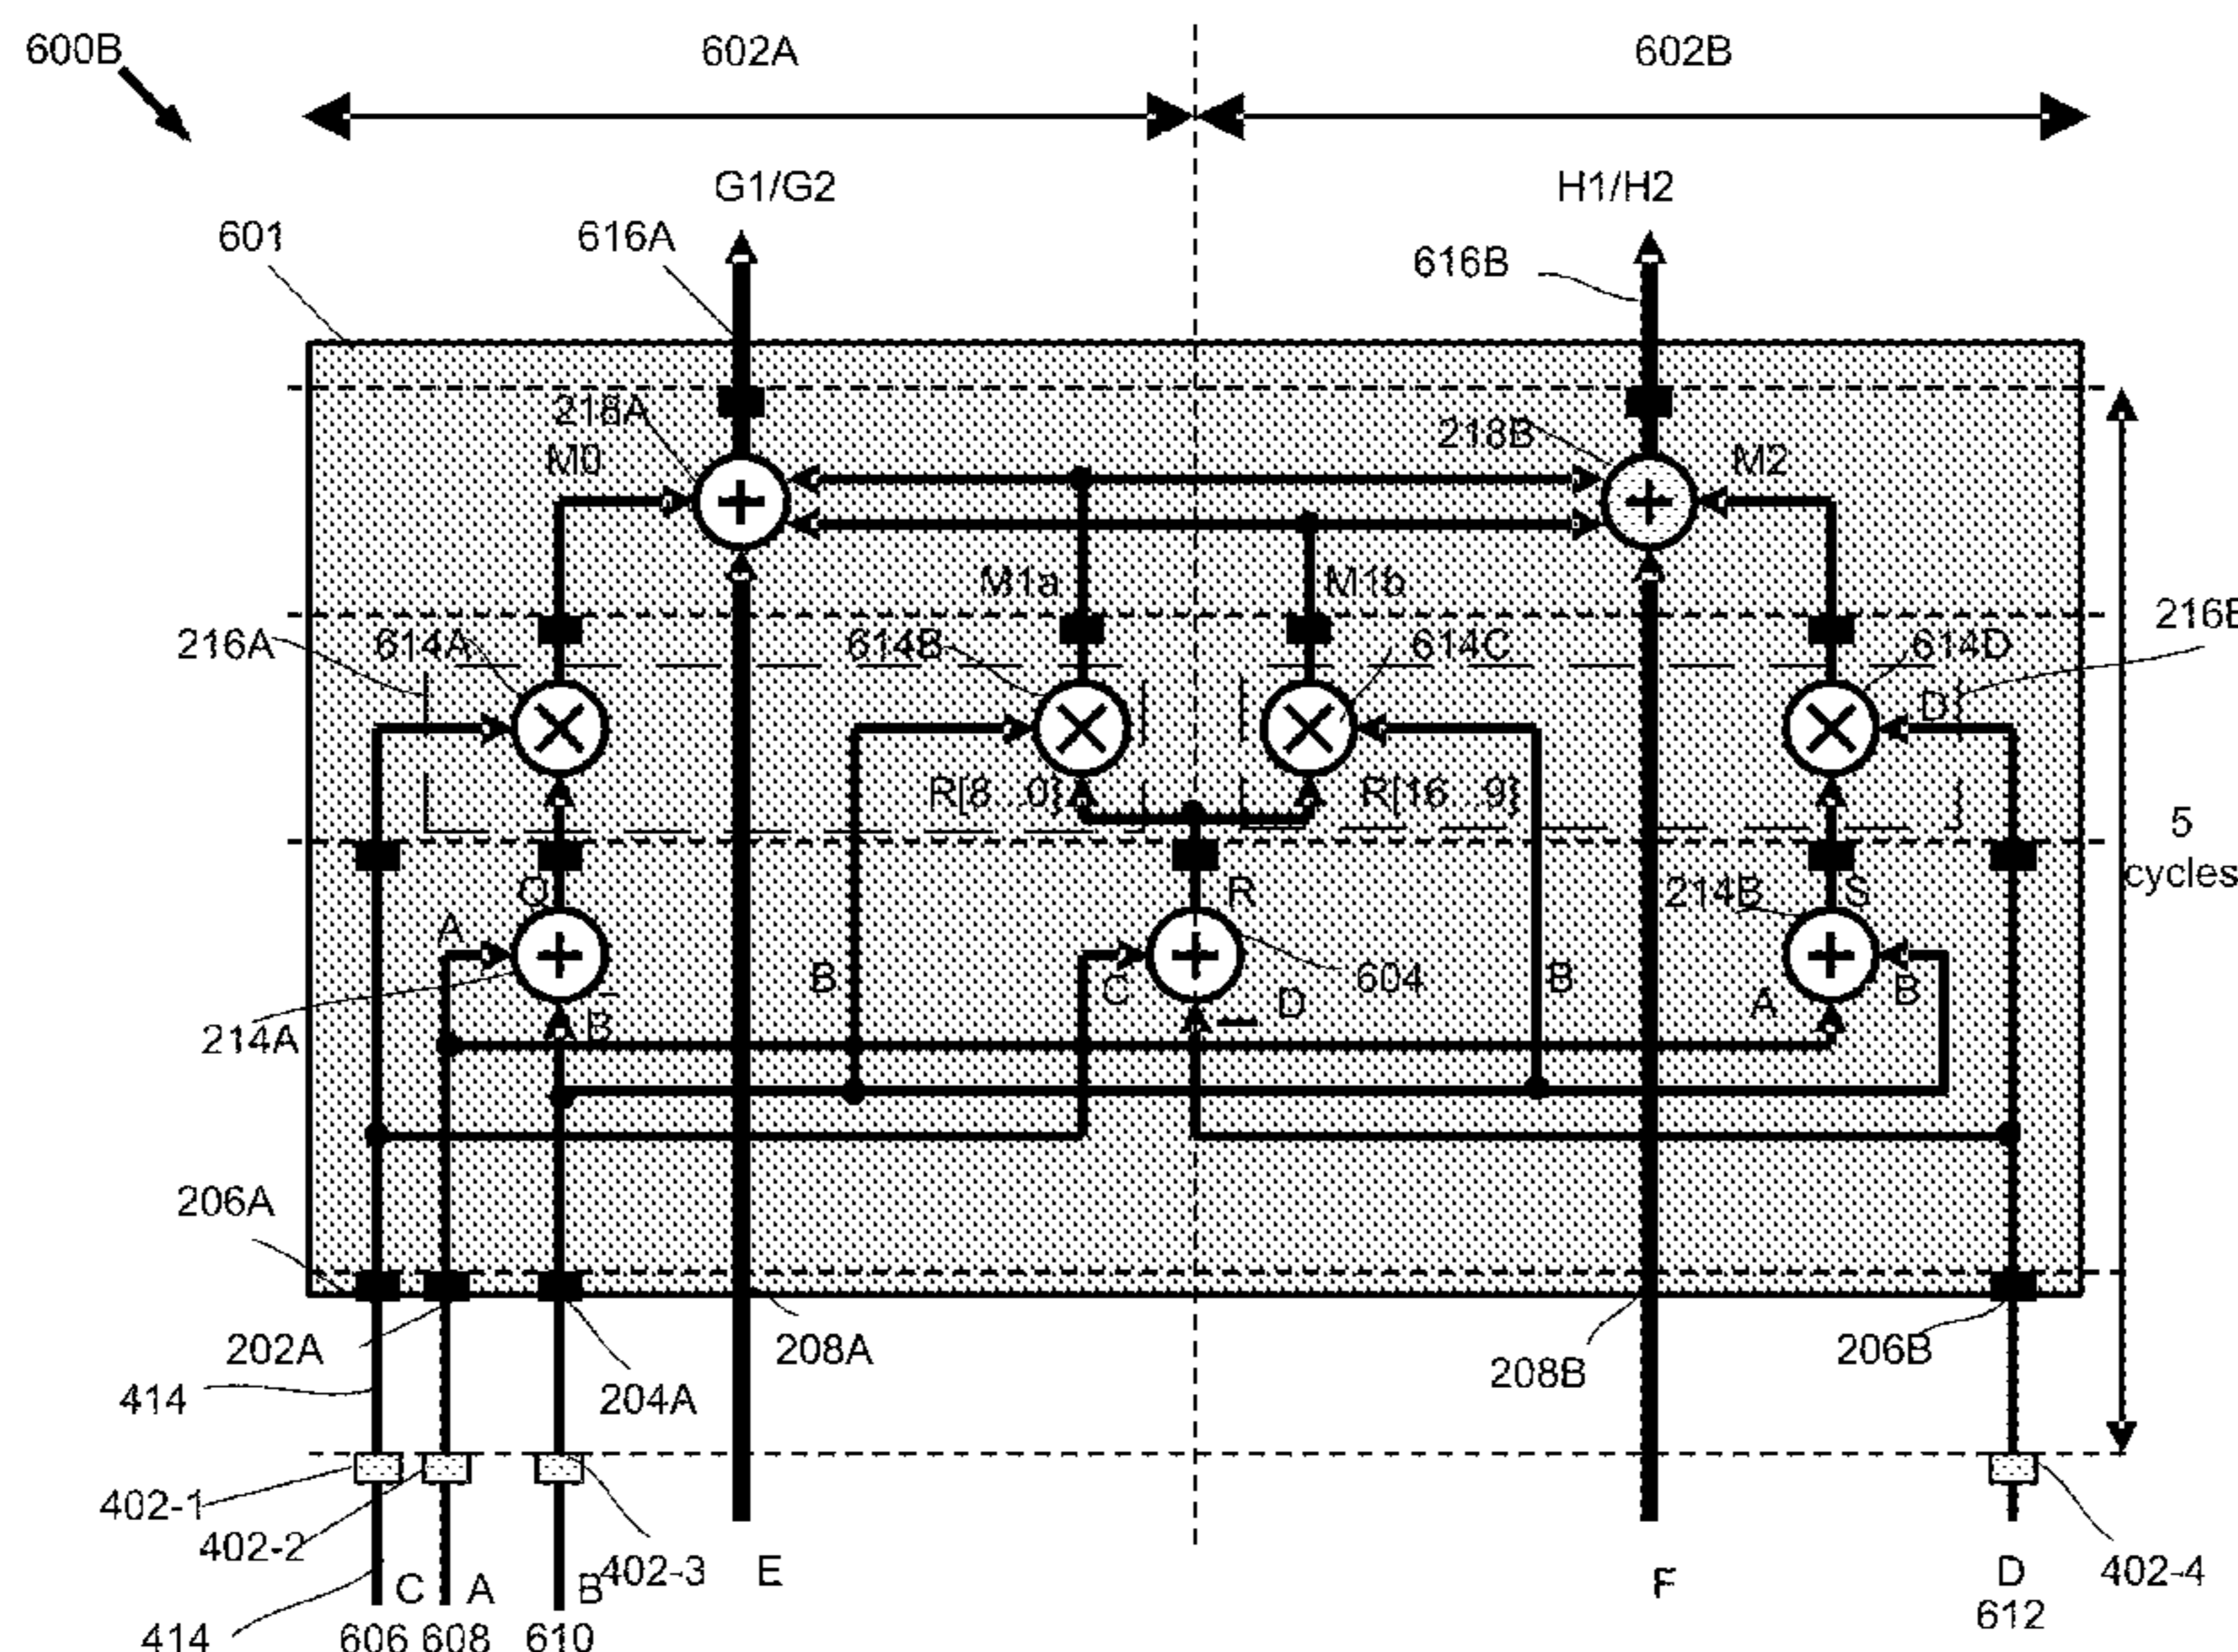 600B
602A
602B
G1/G2
H1/H2
601
616A
616B
218A
218B
M0
M2
M1a
M1b
216A
614A
614B
614C
614D
216B
D
R[8...0}
R[16...9}
5
cycles
Q
R
214B
S
A
B
C
604
B
A
B
214A
B
D
206A
202A
208A
208B
206B
414
204A
402-1
402-2
402-3
402-4
C
A
B
E
F
D
414
606
608
610
612